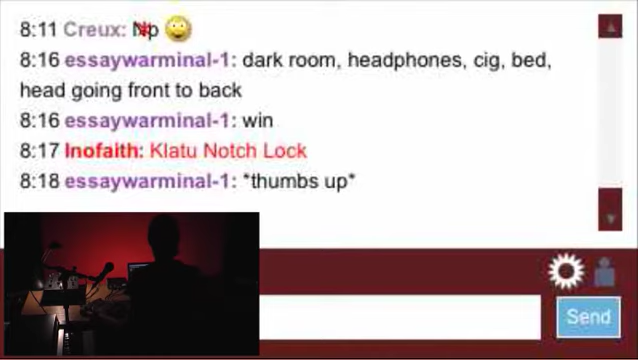 8:11 Creux: Np
8:16 essaywarminal-1: dark room, headphones, cig, bed,
head going front to back
8:16 essaywarminal-1: win
8:17 Inofaith: Klatu Notch Lock
8:18 essaywarminal-1: *thumbs up*
Send